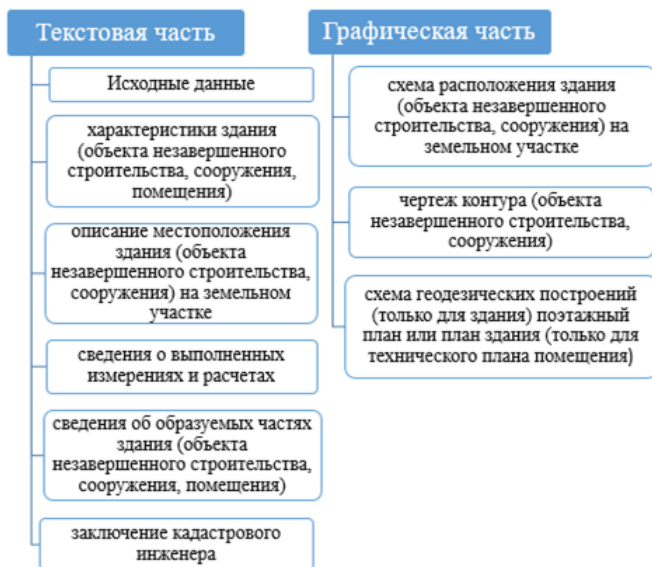 Текстовая часть
Исходные данные
характеристики здания
(объекта незавершенного
строительства, сооружения,
помещения)
описание местоположения
здания (объекта
незавершенного строительства,
сооружения) на земельном
участке
сведения о выполненных
измерениях и расчетах
сведения об образуемых частях
здания (объекта
незавершенного строительства,
сооружения, помещения)
заключение кадастрового
инженера
Графическая часть
схема расположения здания
(объекта незавершенного
строительства, сооружения) на
земельном участке
чертеж контура (объекта
незавершенного строительства,
сооружения)
схема геодезических построений
(только для здания) поэтажный
план или план здания (только для
технического плана помещения)